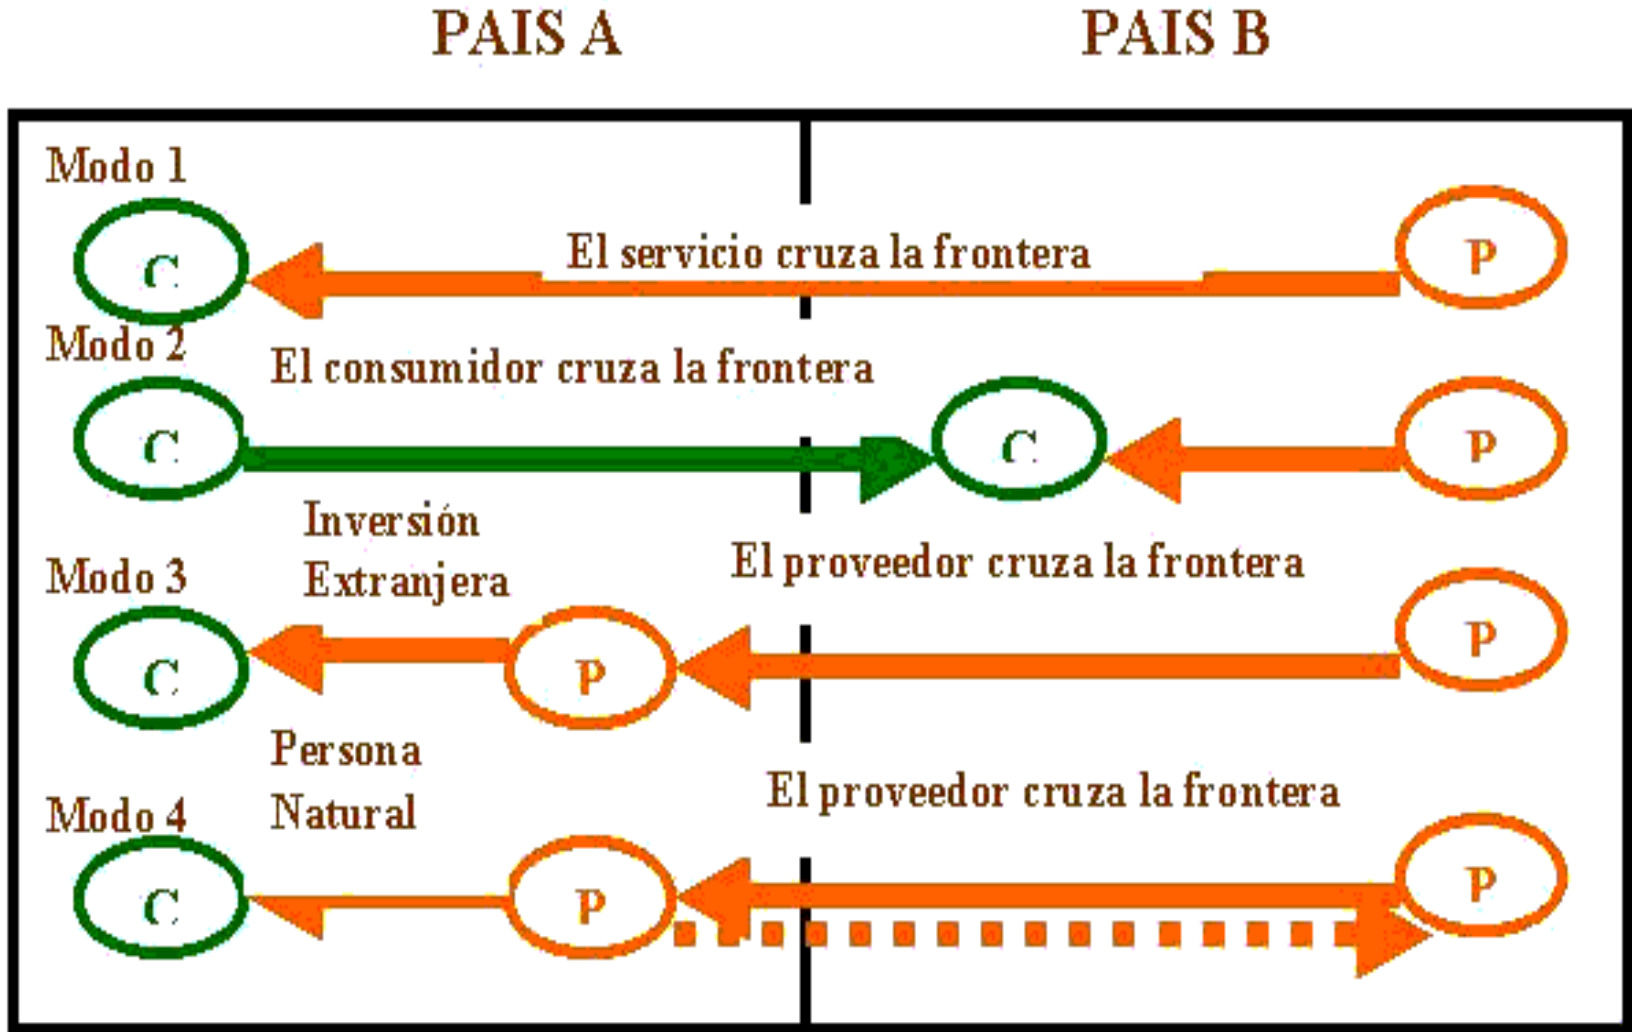 PAIS A
PAIS B
Modo 1
C
El servicio cruza la frontera
P
Modo 2
El consumidor cruza la frontera
C
C
P
Inversión
Extranjera
El proveedor cruza la frontera
Modo 3
C
P
P
Persona
Natural
El proveedor cruza la frontera
Modo 4
C
P
P